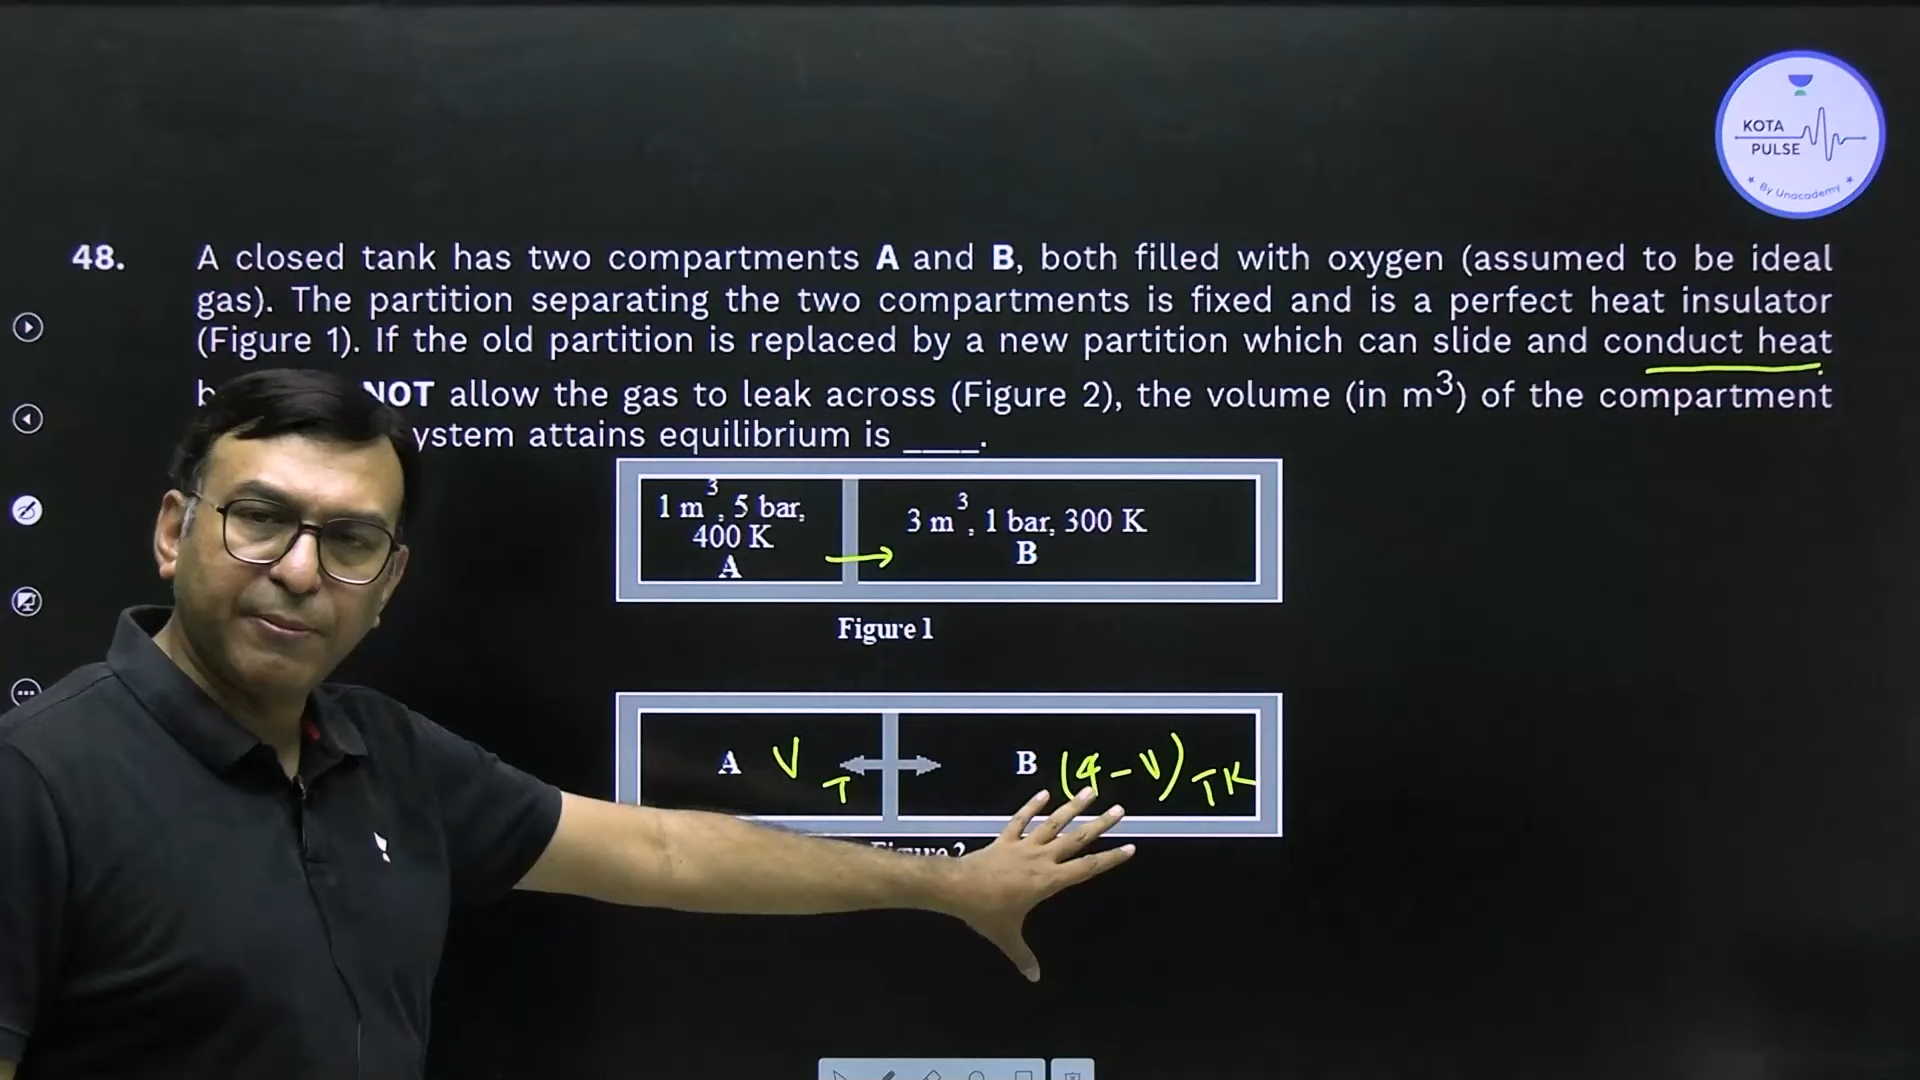 KOTA
PULSE
★ By Unacademy ★
48. A closed tank has two compartments A and B, both filled with oxygen (assumed to be ideal
gas). The partition separating the two compartments is fixed and is a perfect heat insulator
(Figure 1). If the old partition is replaced by a new partition which can slide and conduct heat
NOT allow the gas to leak across (Figure 2), the volume (in m³) of the compartment
ystem attains equilibrium is ____.
1 m³, 5 bar,
400 K
A
3 m³, 1 bar, 300 K
B
Figure 1
A V T
B (4-V) TK
Figure 2